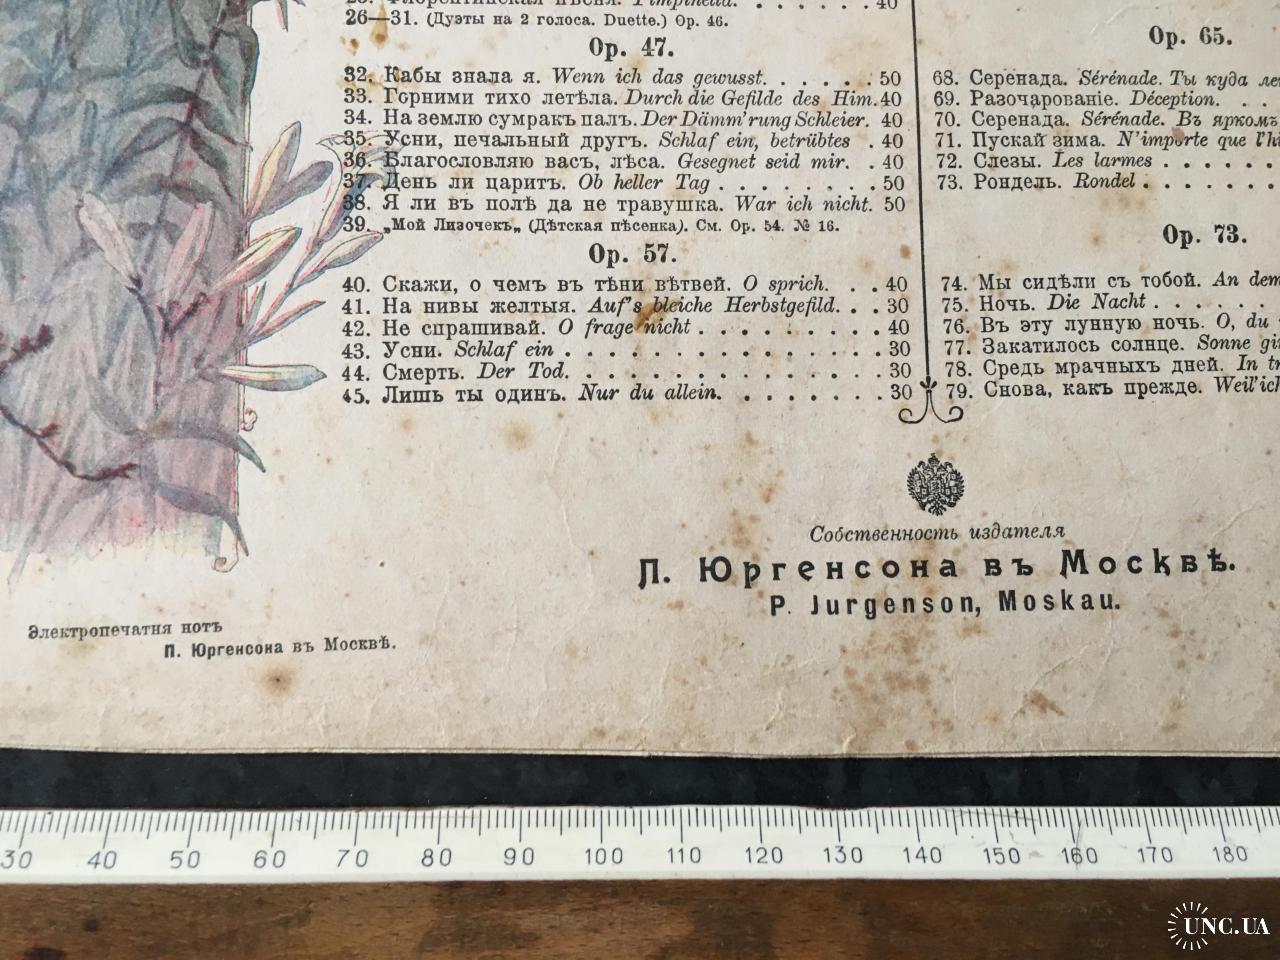 26—31. (Дуэты на 2 голоса. Duette.) Op. 46.
Op. 47.
32. Кабы знала я. Wenn ich das gewusst. . . . . . 50
33. Горними тихо летѣла. Durch die Gefilde des Him. 40
34. На землю сумракъ палъ. Der Dämm'rung Schleier. 40
35. Усни, печальный другъ. Schlaf ein, betrübtes . 40
36. Благословляю васъ, лѣса. Gesegnet seid mir. . 40
37. День ли царитъ. Ob heller Tag . . . . . . . . 50
38. Я ли въ полѣ да не травушка. War ich nicht. 50
39. „Мой Лизочекъ„ (Дѣтская пѣсенка). См. Op. 54. № 16.
Op. 57.
40. Скажи, о чемъ въ тѣни вѣтвей. O sprich. . . 40
41. На нивы желтыя. Auf's bleiche Herbstgefild. . . 30
42. Не спрашивай. O frage nicht . . . . . . . . . 40
43. Усни. Schlaf ein . . . . . . . . . . . . . . . 30
44. Смерть. Der Tod. . . . . . . . . . . . . . . 30
45. Лишь ты одинъ. Nur du allein. . . . . . . . 30
Op. 65.
68. Серенада. Sérénade. Ты куда
69. Разочарованіе. Déception. . . .
70. Серенада. Sérénade. Въ яркомъ
71. Пускай зима. N'importe que
72. Слезы. Les larmes . . . . . .
73. Рондель. Rondel . . . . . . .
Op. 73.
74. Мы сидѣли съ тобой. An dem
75. Ночь. Die Nacht . . . . . .
76. Въ эту лунную ночь. O, du
77. Закатилось солнце. Sonne
78. Средь мрачныхъ дней. In
79. Снова, какъ прежде. Weil'ich
Собственность издателя
П. Юргенсона въ Москвѣ.
P. Jurgenson, Moskau.
Электропечатня нотъ
П. Юргенсона въ Москвѣ.
30 40 50 60 70 80 90 100 110 120 130 140 150 160 170 180
UNC.UA